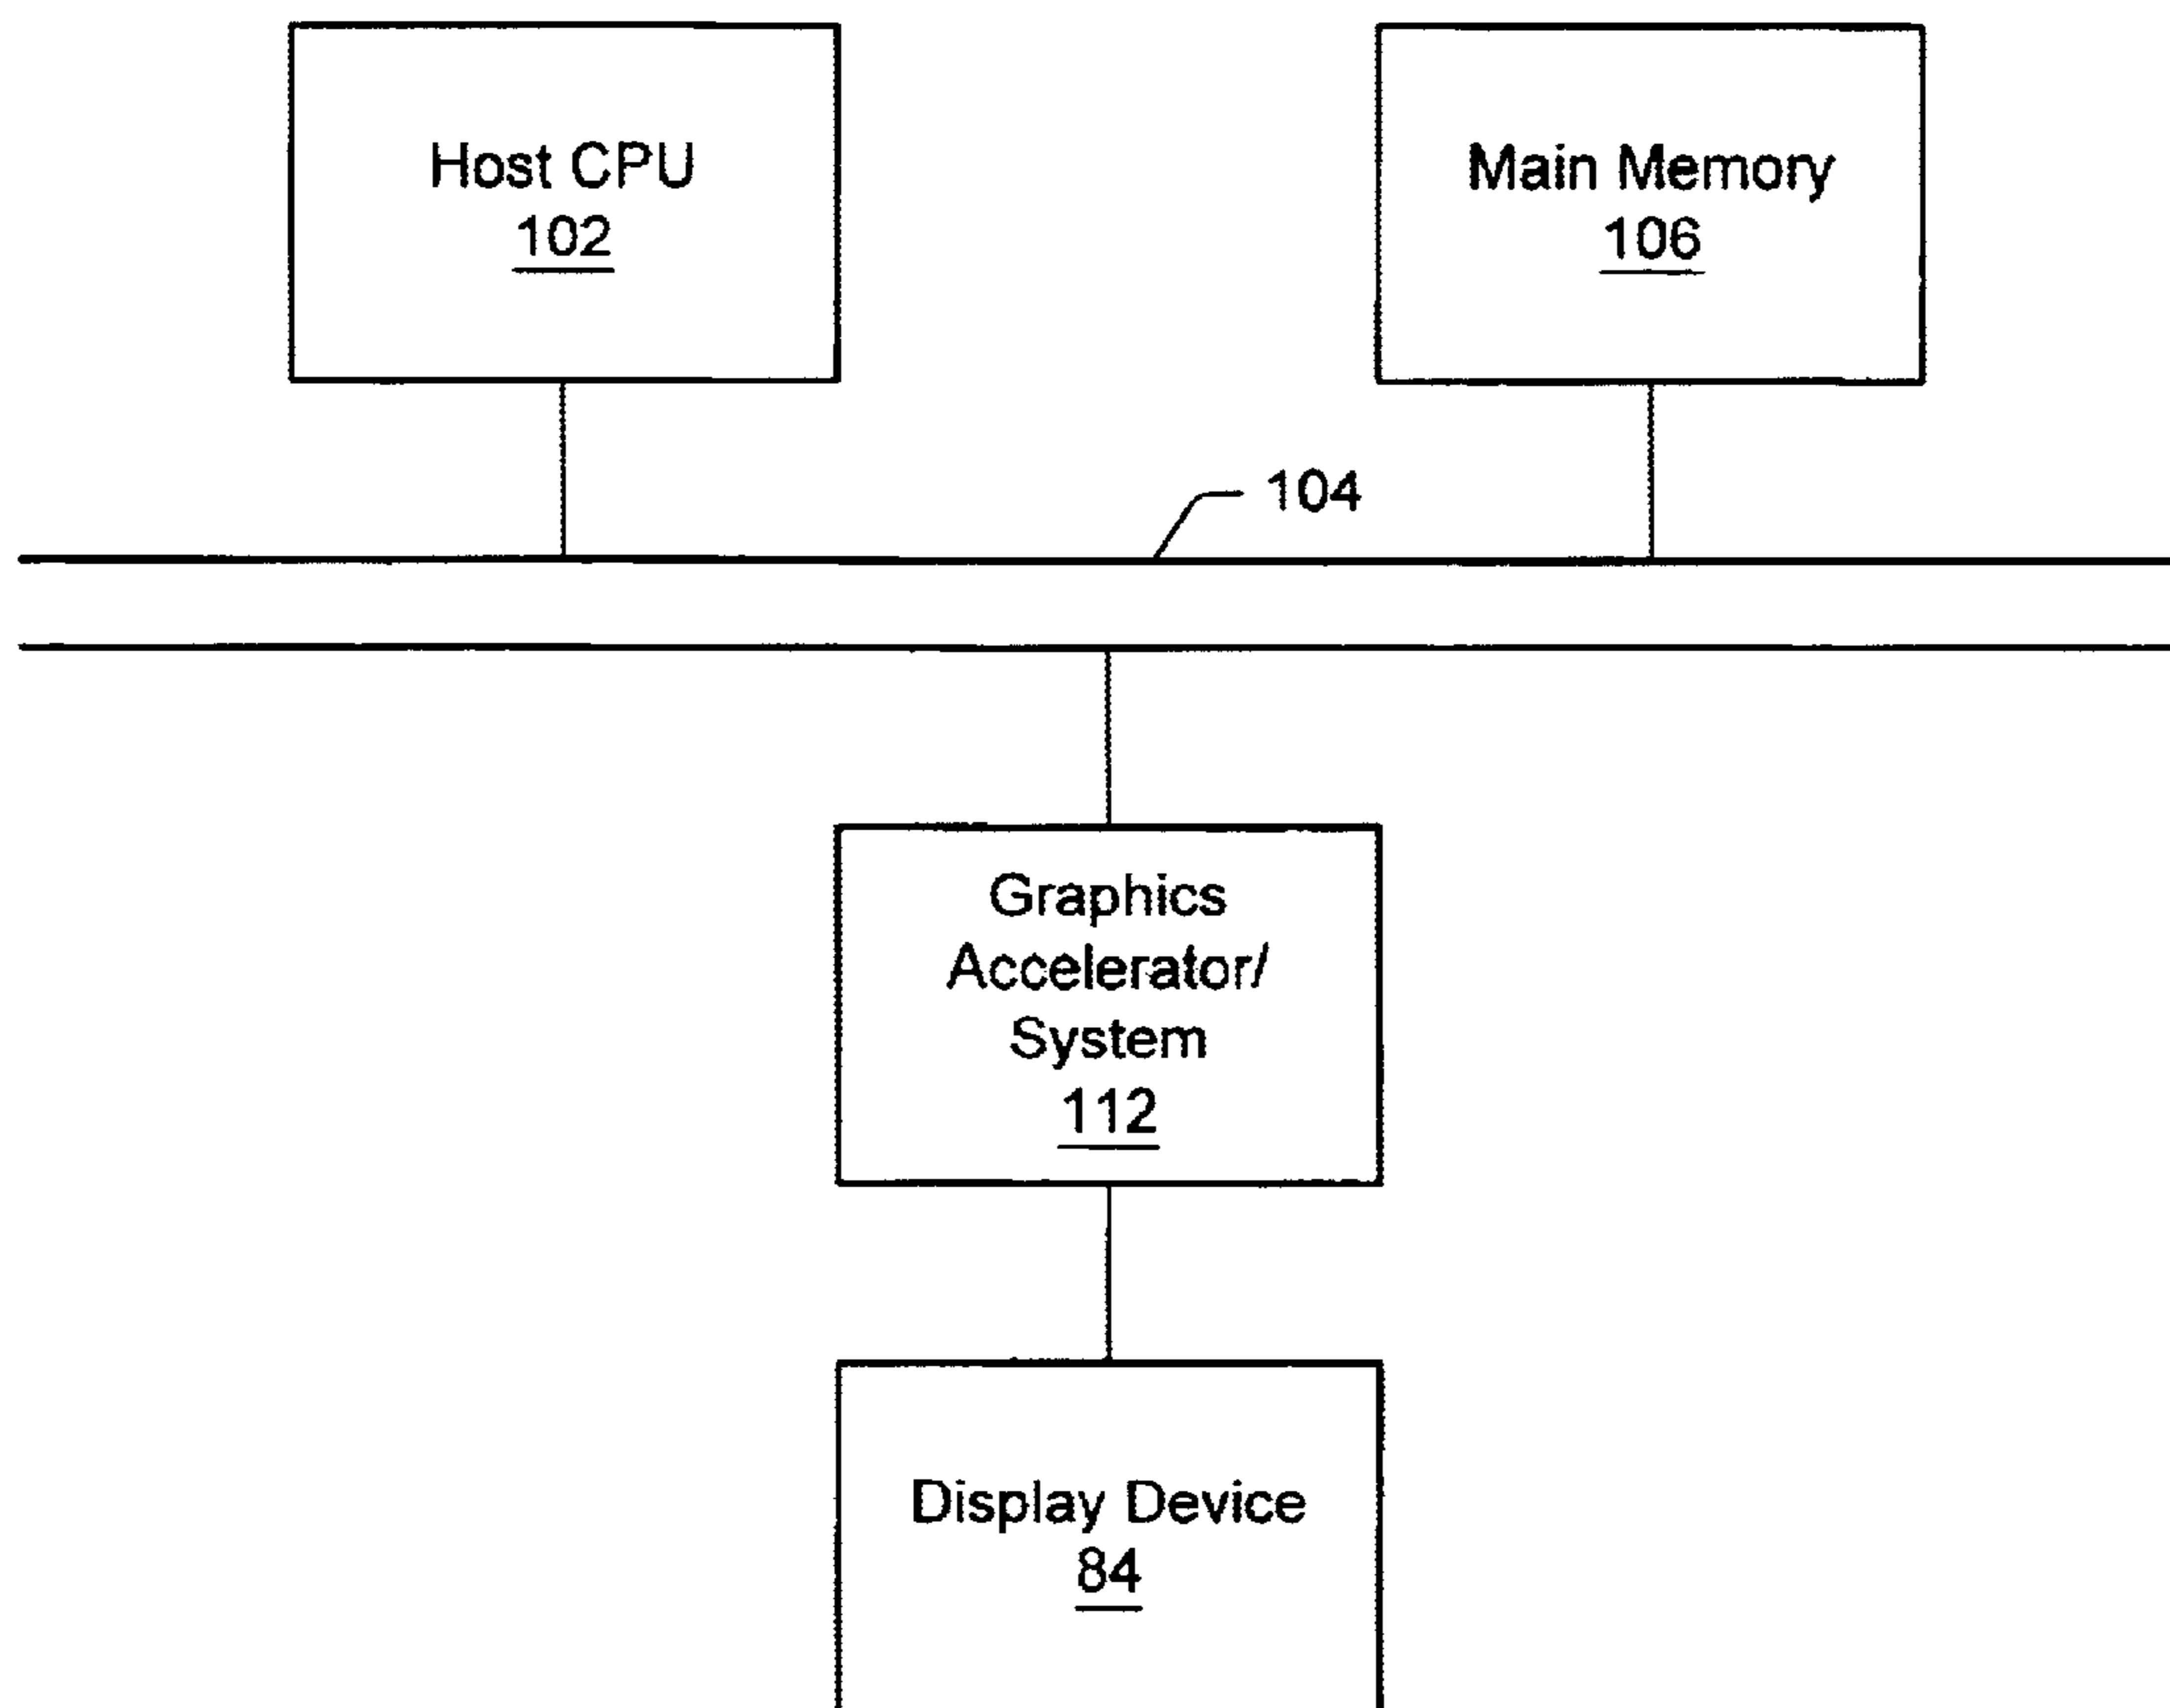 Host CPU
102
Main Memory
106
104
Graphics
Accelerator/
System
112
Display Device
84